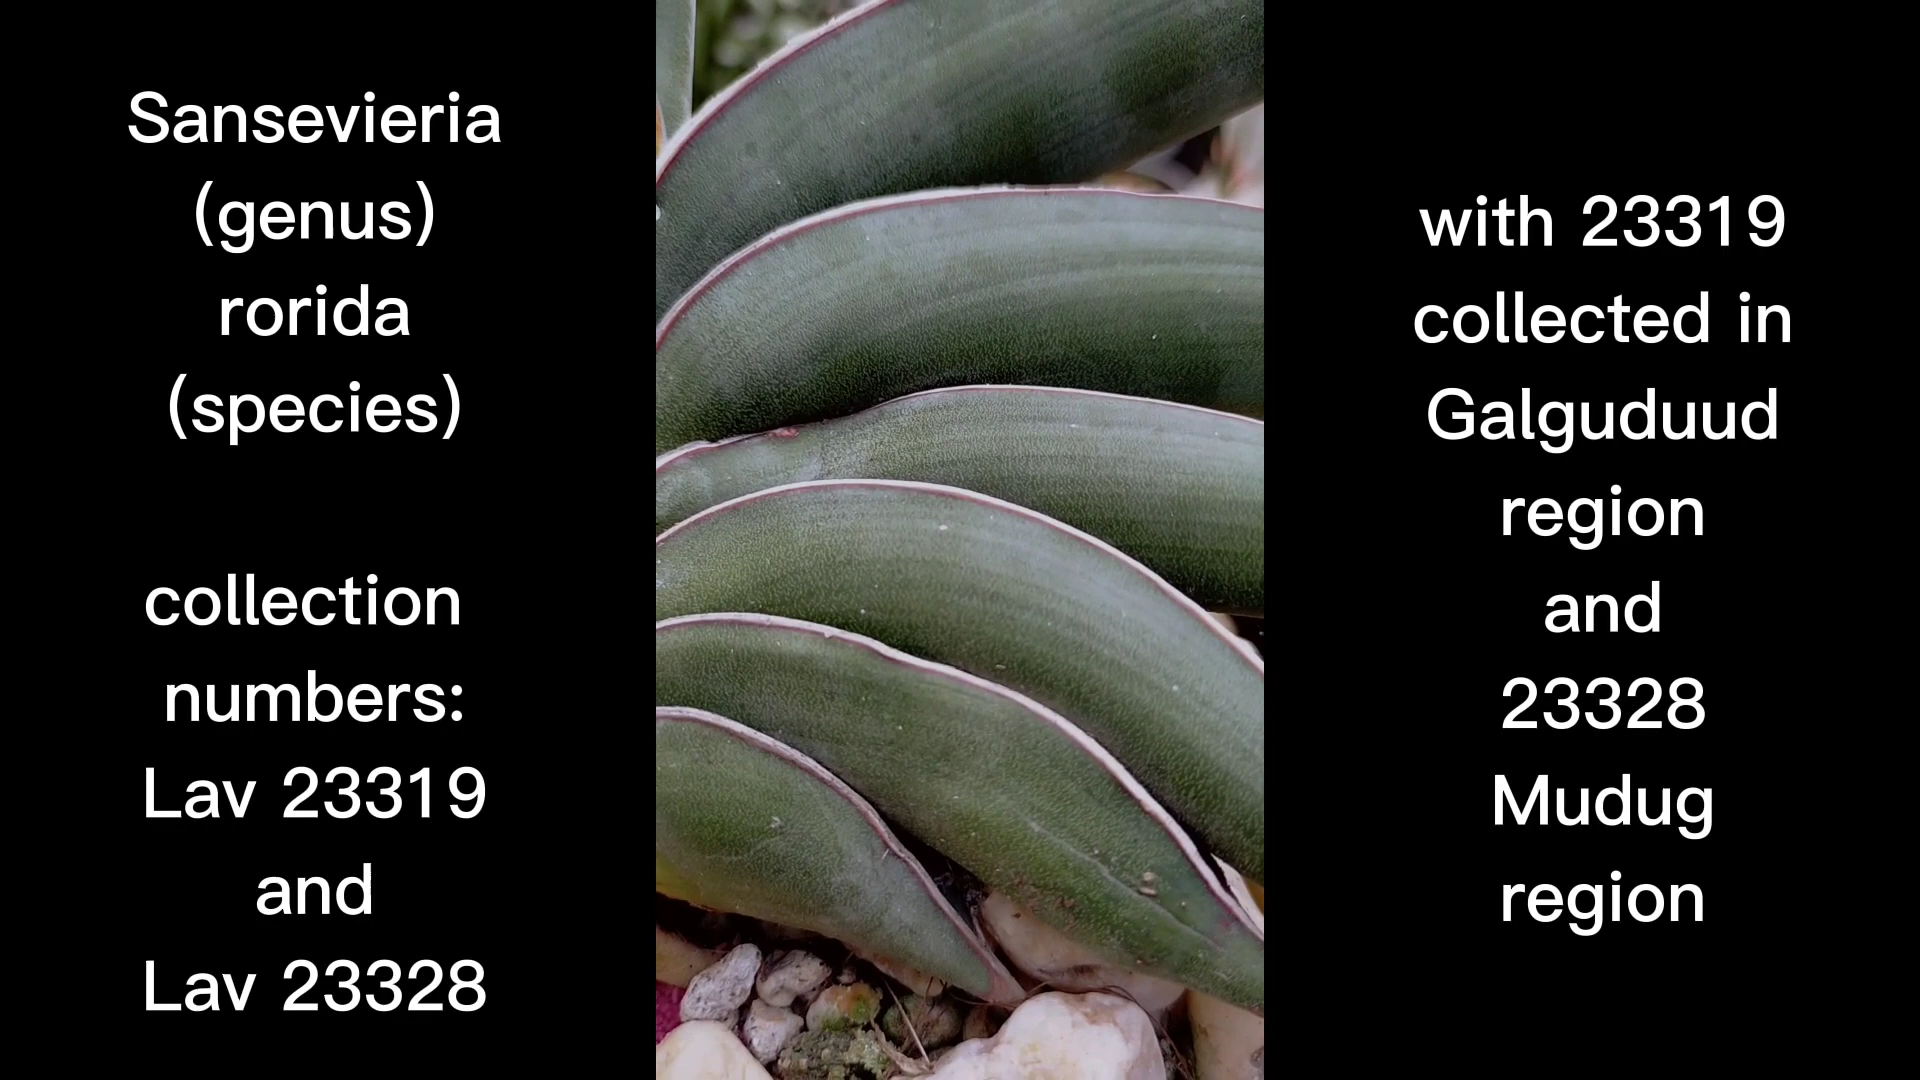 Sansevieria
(genus)
rorida
(species)
collection
numbers:
Lav 23319
and
Lav 23328
with 23319
collected in
Galguduud
region
and
23328
Mudug
region